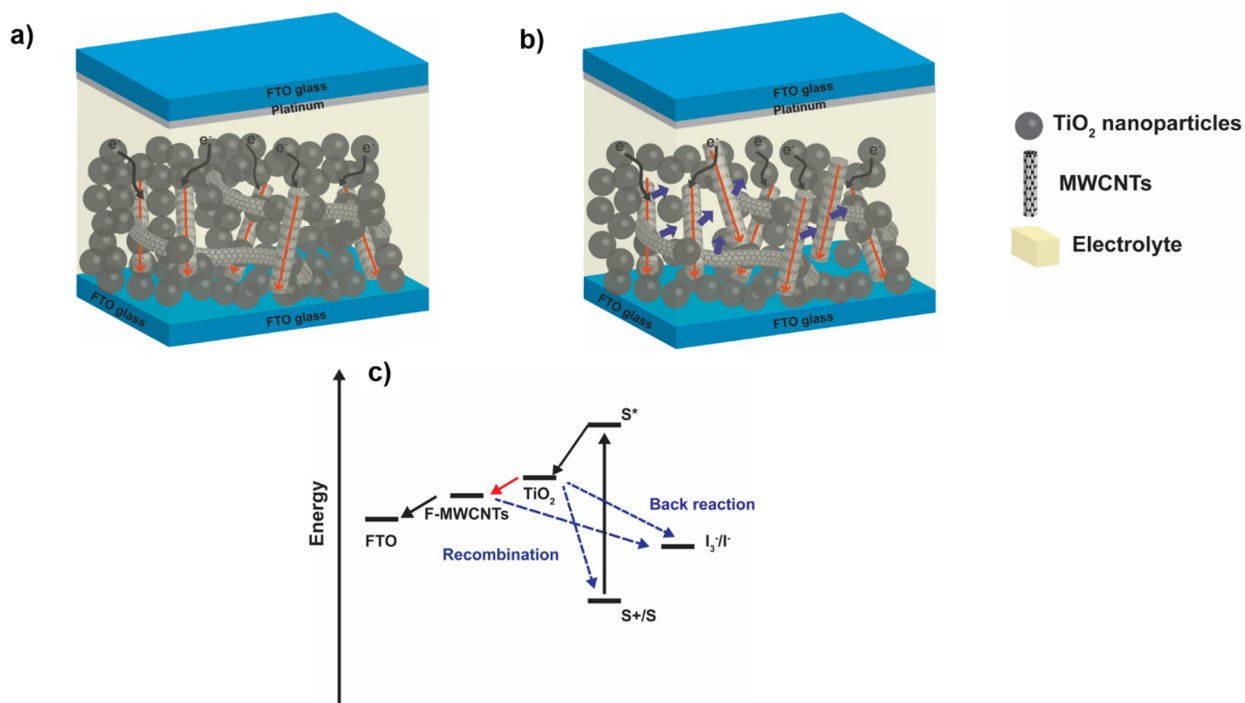 a)
FTO glass
Platinum
e⁻
e⁻
e⁻
e⁻
e⁻
FTO glass
FTO glass
b)
FTO glass
Platinum
e⁻
e⁻
e⁻
e⁻
e⁻
FTO glass
FTO glass
TiO₂ nanoparticles
MWCNTs
Electrolyte
c)
Energy
S*
TiO₂
F-MWCNTs
FTO
Back reaction
Recombination
I₃⁻/I⁻
S+/S